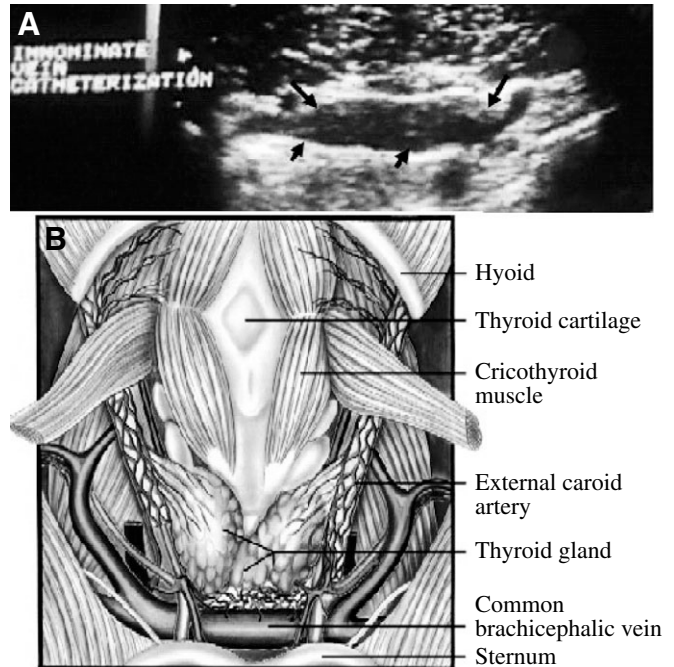 A
INNOMINATE
VEIN
CATHETERIZATION
B
Hyoid
Thyroid cartilage
Cricothyroid
muscle
External caroid
artery
Thyroid gland
Common
brachicephalic vein
Sternum